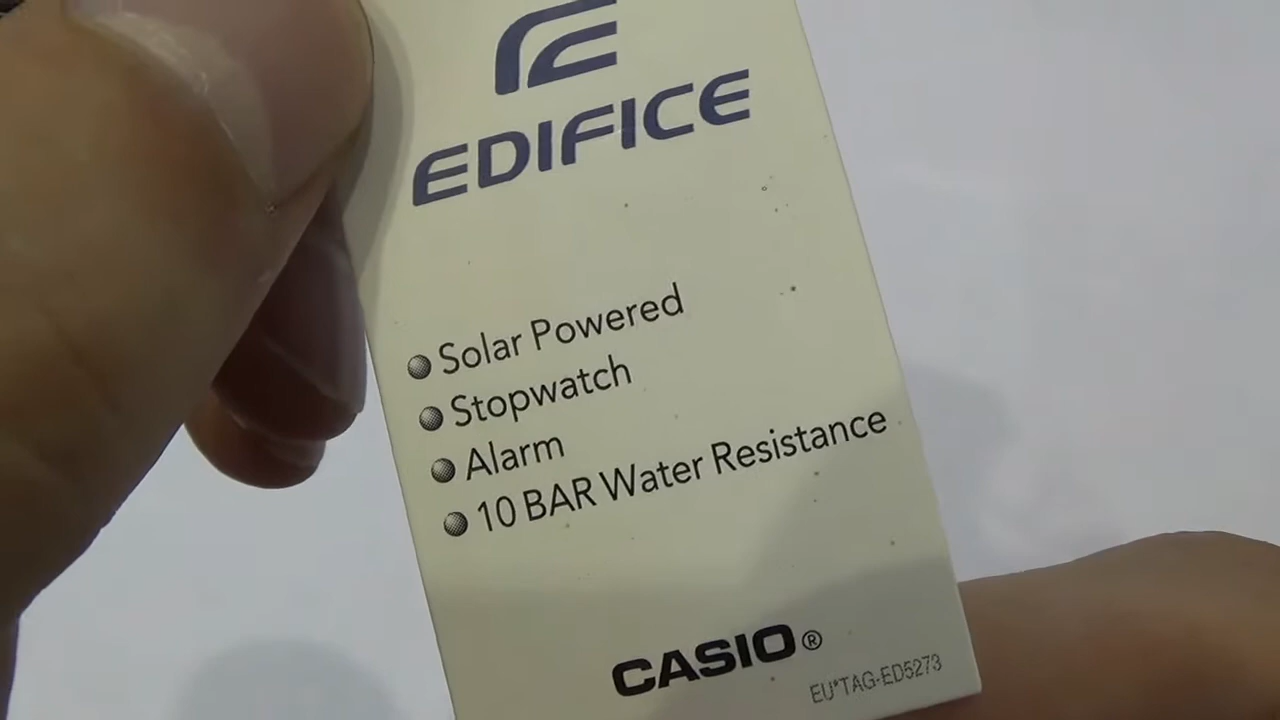 EDIFICE
Solar Powered
Stopwatch
Alarm
10 BAR Water Resistance
CASIO®
EU*TAG-ED5273